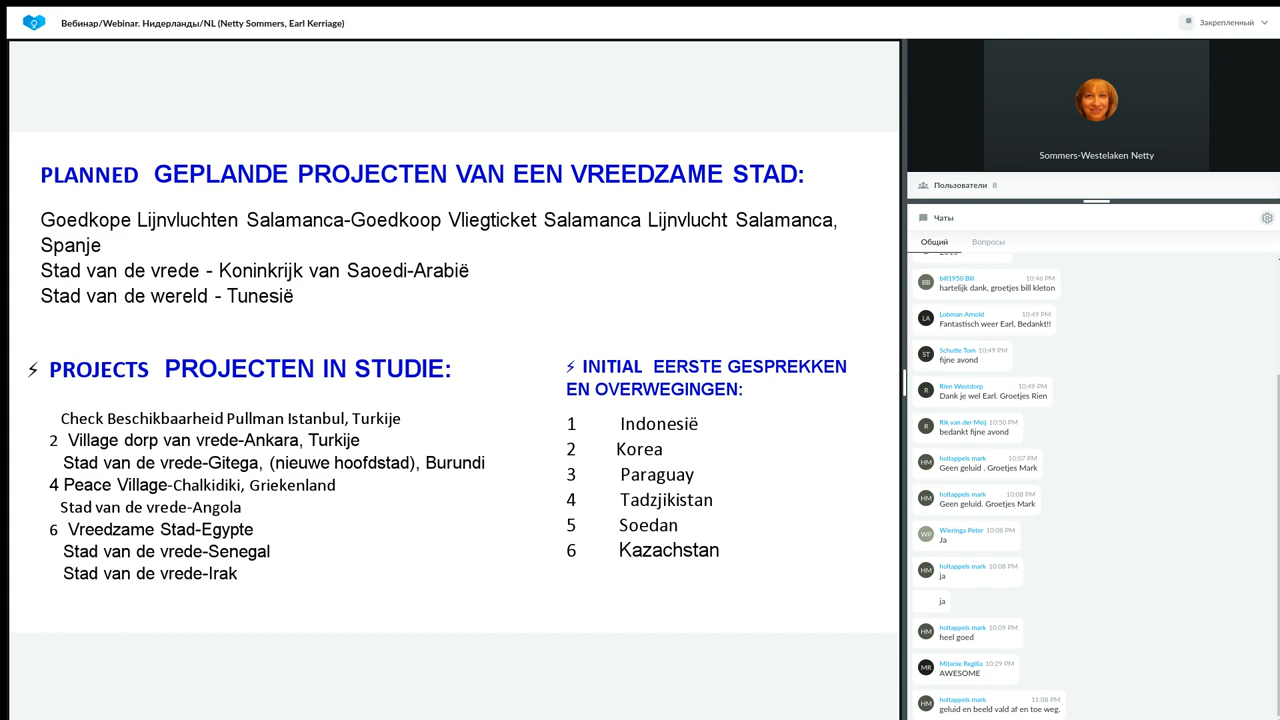 Вебинар/Webinar. Нидерланды/NL (Netty Sommers, Earl Kerriage)
Закрепленный
PLANNED GEPLANDE PROJECTEN VAN EEN VREEDZAME STAD:
Goedkope Lijnvluchten Salamanca-Goedkoop Vliegticket Salamanca Lijnvlucht Salamanca,
Spanje
Stad van de vrede - Koninkrijk van Saoedi-Arabië
Stad van de wereld - Tunesië
⚡ PROJECTS PROJECTEN IN STUDIE:
Check Beschikbaarheid Pullman Istanbul, Turkije
2 Village dorp van vrede-Ankara, Turkije
Stad van de vrede-Gitega, (nieuwe hoofdstad), Burundi
4 Peace Village-Chalkidiki, Griekenland
Stad van de vrede-Angola
6 Vreedzame Stad-Egypte
Stad van de vrede-Senegal
Stad van de vrede-Irak
⚡ INITIAL EERSTE GESPREKKEN
EN OVERWEGINGEN:
1 Indonesië
2 Korea
3 Paraguay
4 Tadzjikistan
5 Soedan
6 Kazachstan
Sommers-Westelaken Netty
Пользователи 8
Чаты
Общий Вопросы
BB bill1950 Bill 10:46 PM
hartelijk dank, groetjes bill kleton
LA Lobman Arnold 10:49 PM
Fantastisch weer Earl, Bedankt!!
ST Schutte Tom 10:49 PM
fijne avond
R Rien Westdorp 10:49 PM
Dank je wel Earl. Groetjes Rien
R Rik van der Meij 10:50 PM
bedankt fijne avond
HM holtappels mark 10:07 PM
Geen geluid . Groetjes Mark
HM holtappels mark 10:08 PM
Geen geluid. Groetjes Mark
WP Wieringa Peter 10:08 PM
Ja
HM holtappels mark 10:08 PM
ja
ja
HM holtappels mark 10:09 PM
heel goed
MR Mitanie Regilia 10:29 PM
AWESOME
HM holtappels mark 11:08 PM
geluid en beeld vald af en toe weg.